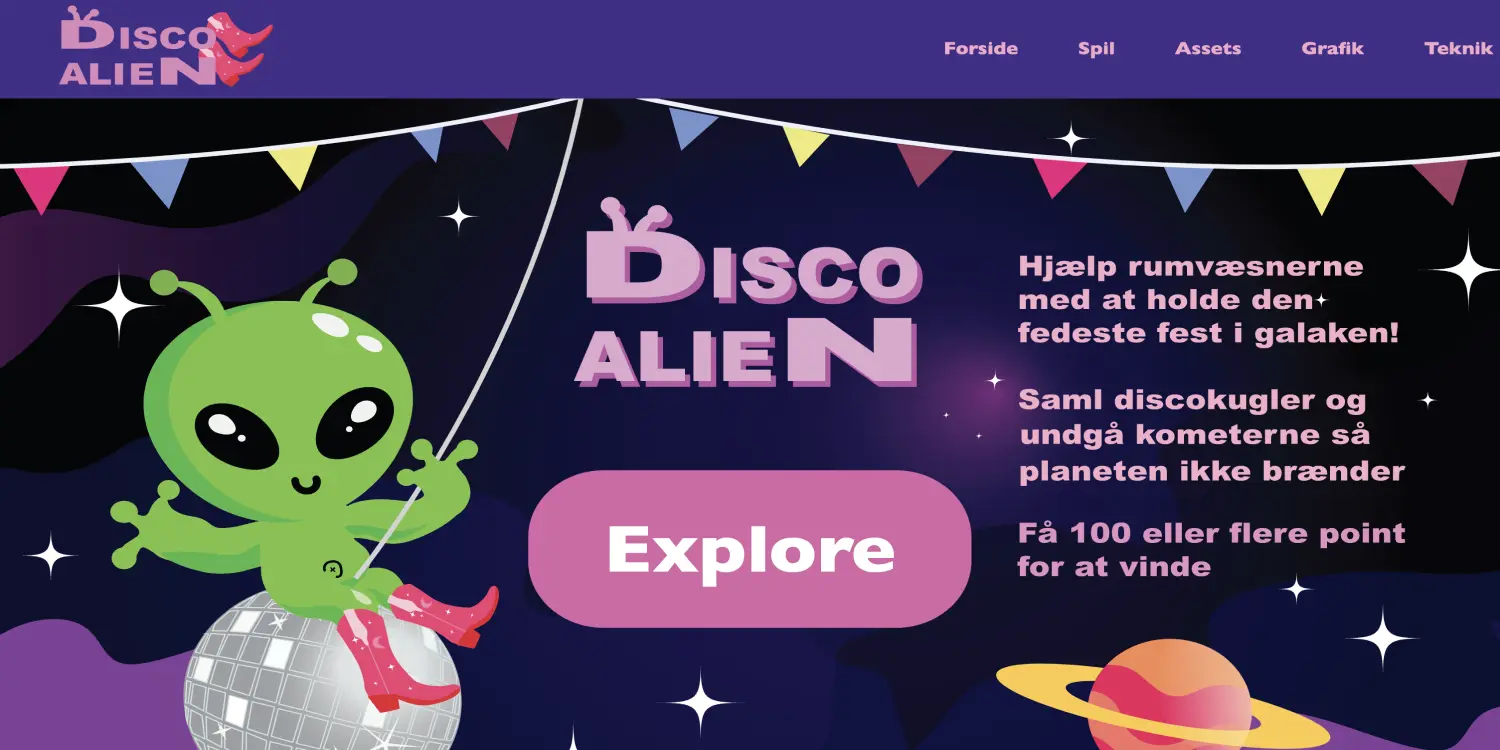 DISCO
ALIEN
Forside Spil Assets Grafik Teknik
DISCO
ALIEN
Hjælp rumvæsnerne
med at holde den
fedeste fest i galaken!
Saml discokugler og
undgå kometerne så
planeten ikke brænder
Få 100 eller flere point
for at vinde
Explore